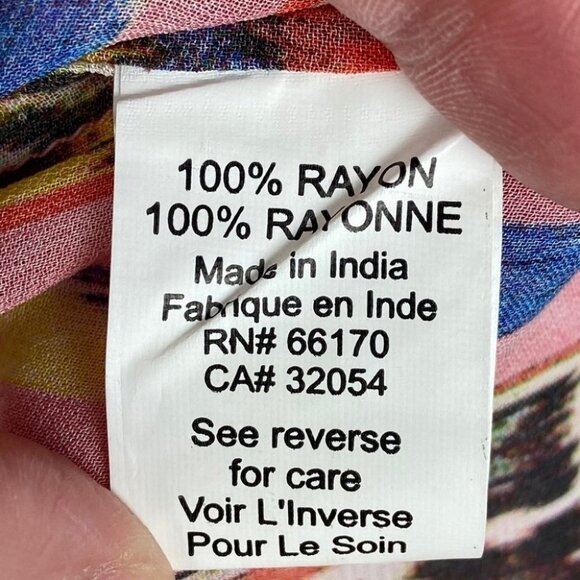 100% RAYON
100% RAYONNE
Made in India
Fabrique en Inde
RN# 66170
CA# 32054
See reverse
for care
Voir L'Inverse
Pour Le Soin